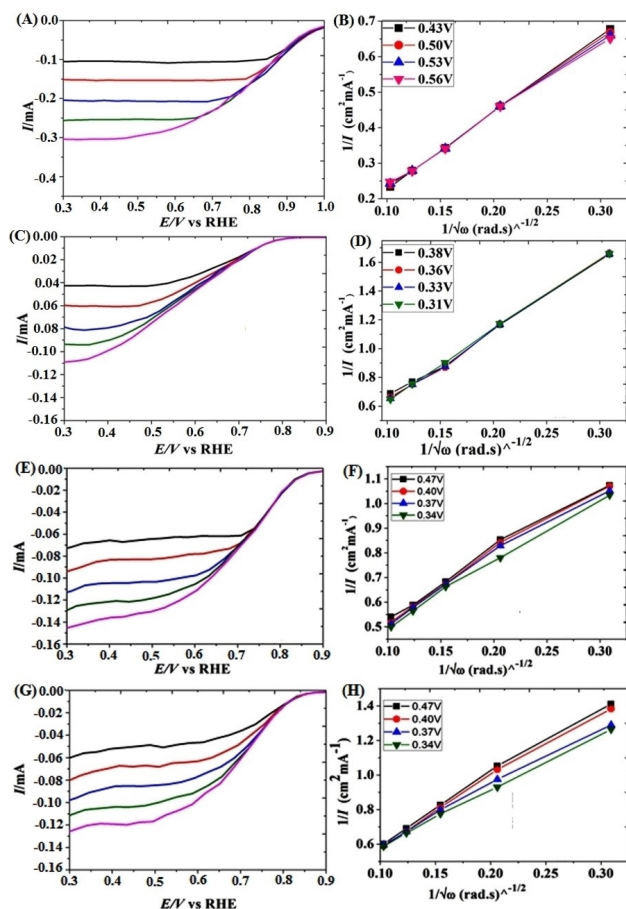 (A)
-0.1
-0.2
-0.3
-0.4
I/mA
0.3 0.4 0.5 0.6 0.7 0.8 0.9 1.0
E/V vs RHE
(B)
0.43V
0.50V
0.53V
0.56V
0.7
0.6
0.5
0.4
0.3
0.2
1/I (cm²mA⁻¹)
0.10 0.15 0.20 0.25 0.30
1/√ω (rad.s)^⁻¹/²
(C)
0.00
0.02
0.04
0.06
0.08
-0.10
-0.12
-0.14
-0.16
I/mA
0.3 0.4 0.5 0.6 0.7 0.8 0.9
E/V vs RHE
(D)
0.38V
0.36V
0.33V
0.31V
1.6
1.4
1.2
1.0
0.8
0.6
1/I (cm²mA⁻¹)
0.10 0.15 0.20 0.25 0.30
1/√ω (rad.s)^⁻¹/²
(E)
0.00
-0.02
-0.04
-0.06
-0.08
-0.10
-0.12
-0.14
-0.16
I/mA
0.3 0.4 0.5 0.6 0.7 0.8 0.9
E/V vs RHE
(F)
0.47V
0.40V
0.37V
0.34V
1.1
1.0
0.9
0.8
0.7
0.6
0.5
1/I (cm²mA⁻¹)
0.10 0.15 0.20 0.25 0.30
1/√ω (rad.s)^⁻¹/²
(G)
0.00
-0.02
-0.04
-0.06
-0.08
-0.10
-0.12
-0.14
-0.16
I/mA
0.3 0.4 0.5 0.6 0.7 0.8 0.9
E/V vs RHE
(H)
0.47V
0.40V
0.37V
0.34V
1.4
1.2
1.0
0.8
0.6
1/I (cm² mA⁻¹)
0.10 0.15 0.20 0.25 0.30
1/√ω (rad.s)^⁻¹/²